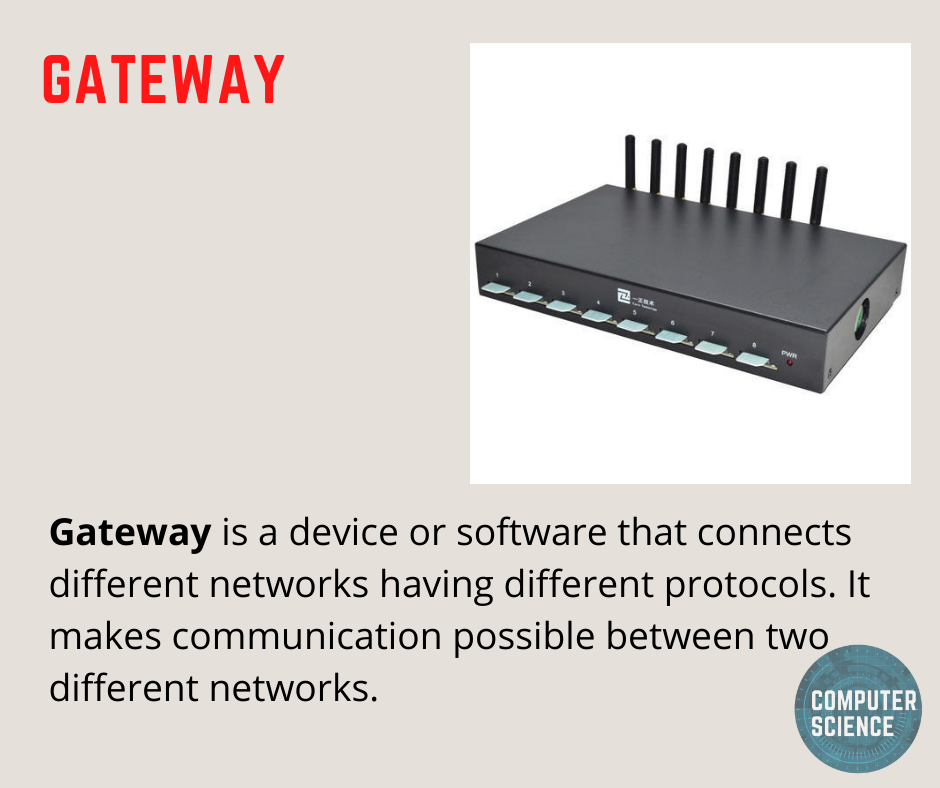 GATEWAY
1
2
3
4
5
6
7
8
PWR
Gateway is a device or software that connects
different networks having different protocols. It
makes communication possible between two
different networks.
COMPUTER
SCIENCE